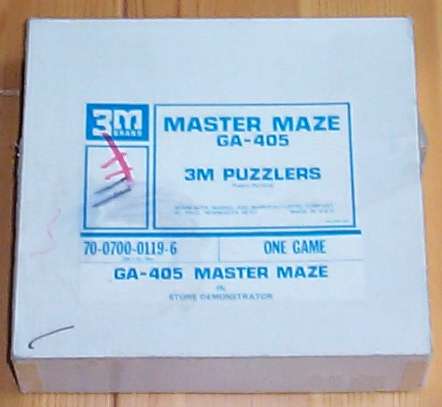 3M
BRAND
MASTER MAZE
GA-405
3M PUZZLERS
MINNESOTA MINING AND MANUFACTURING COMPANY
ST. PAUL, MINNESOTA 55101 MADE IN U.S.A.
70-0700-0119-6 ONE GAME
GA-405 MASTER MAZE
IN
STORE DEMONSTRATOR